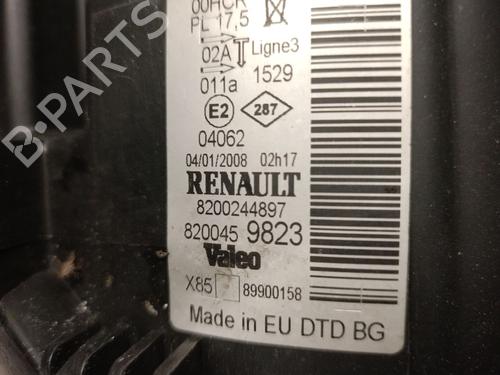 00HCR
PL 17,5
02A Ligne3
011a 1529
E2 287
04062
04/01/2008 02h17
RENAULT
8200244897
820045 9823
Valeo
X85 89900158
Made in EU DTD BG
B-PARTS